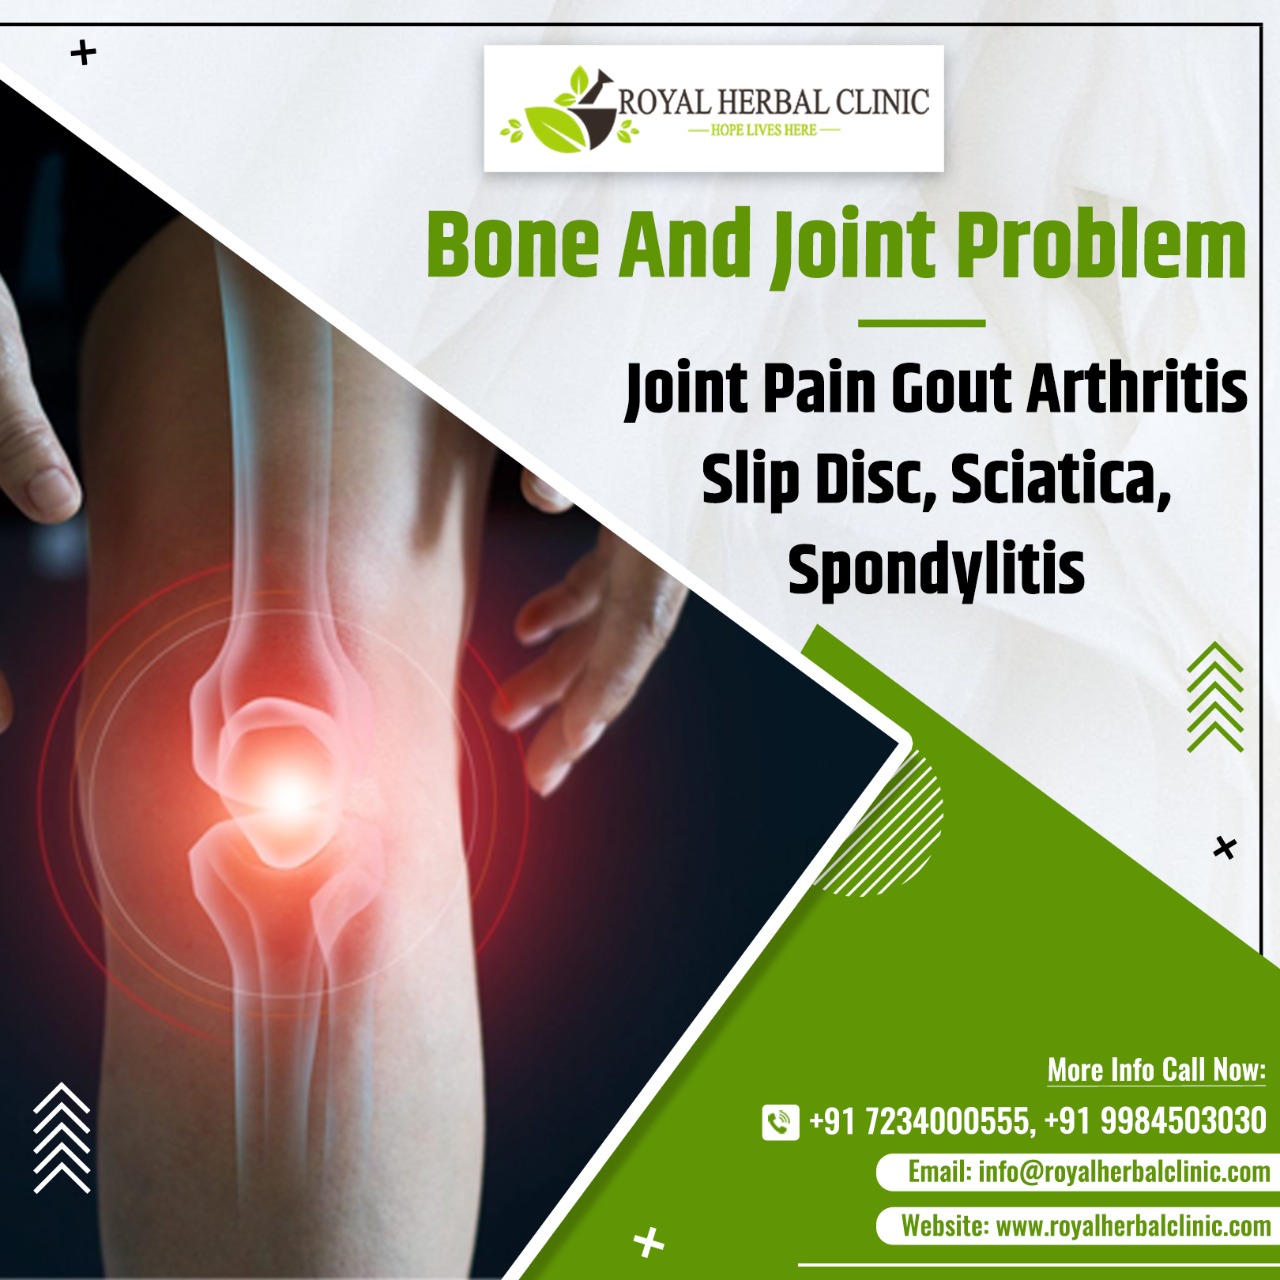 ROYAL HERBAL CLINIC
HOPE LIVES HERE
Bone And Joint Problem
Joint Pain Gout Arthritis
Slip Disc, Sciatica,
Spondylitis
More Info Call Now:
+91 7234000555, +91 9984503030
Email: info@royalherbalclinic.com
Website: www.royalherbalclinic.com